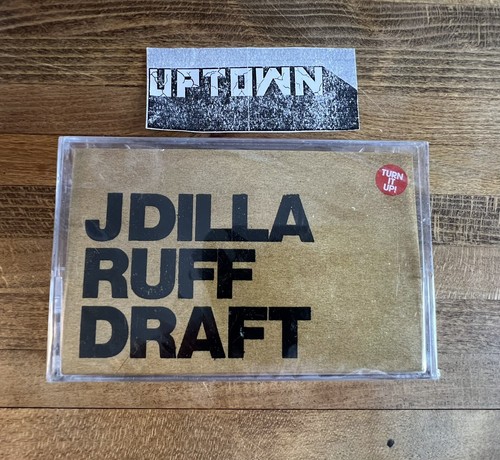 UPTOWN
TURN
IT
UP!
J DILLA
RUFF
DRAFT